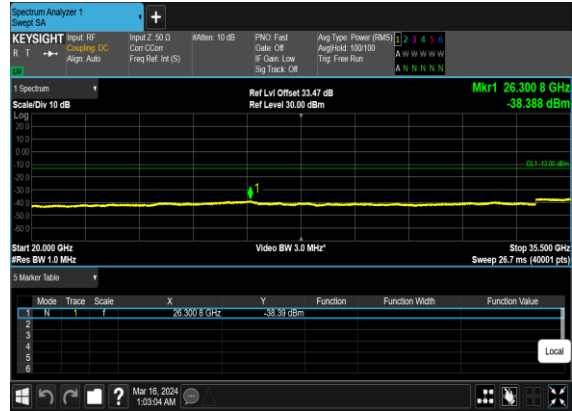 Spectrum Analyzer 1
Swept SA
+
KEYSIGHT Input: RF Input Z: 50 Ω #Atten: 10 dB PNO: Fast Avg Type: Power (RMS) 1 2 3 4 5 6
R T Coupling: DC Corr CCorr Gate: Off Avg|Hold: 100/100 A W W W W W
Align: Auto Freq Ref: Int (S) IF Gain: Low Trig: Free Run
Sig Track: Off A N N N N N
1 Spectrum Ref Lvl Offset 33.47 dB Mkr1 26.300 8 GHz
Scale/Div 10 dB Ref Level 30.00 dBm -38.388 dBm
Log
20.0
10.0
0.00
-10.0 DL1 -13.00 dBm
-20.0
-30.0 1
-40.0
-50.0
-60.0
Start 20.000 GHz Video BW 3.0 MHz* Stop 35.500 GHz
#Res BW 1.0 MHz Sweep 26.7 ms (40001 pts)
5 Marker Table
Mode Trace Scale X Y Function Function Width Function Value
1 N 1 f 26.300 8 GHz -38.39 dBm
2
3
4
5
6
Local
? Mar 16, 2024
1:03:04 AM